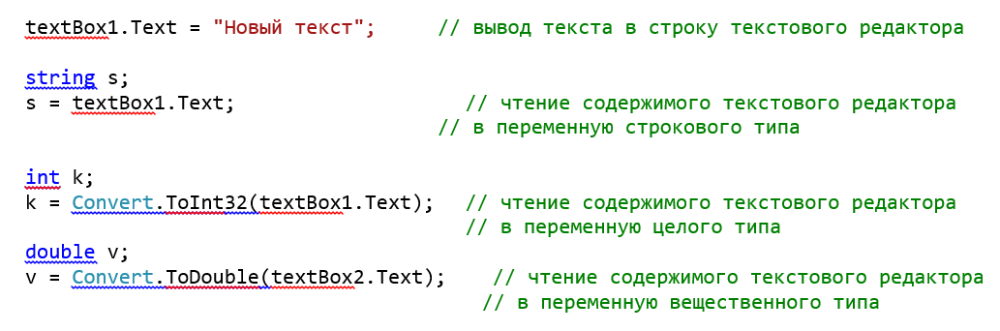 textBox1.Text = "Новый текст"; // вывод текста в строку текстового редактора
string s;
s = textBox1.Text; // чтение содержимого текстового редактора
// в переменную строкового типа
int k;
k = Convert.ToInt32(textBox1.Text); // чтение содержимого текстового редактора
// в переменную целого типа
double v;
v = Convert.ToDouble(textBox2.Text); // чтение содержимого текстового редактора
// в переменную вещественного типа